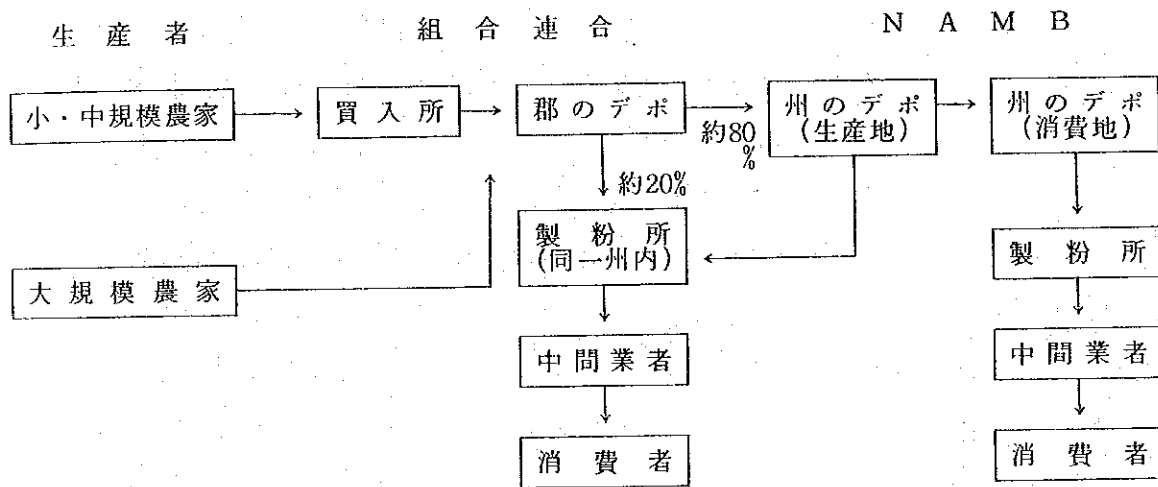 生産者 組合連合 NAMB
小・中規模農家 買入所 郡のデポ 州のデポ 州のデポ
(生産地) (消費地)
約80
%
約20%
製粉所
(同一州内)
製粉所
大規模農家
中間業者 中間業者
消費者 消費者